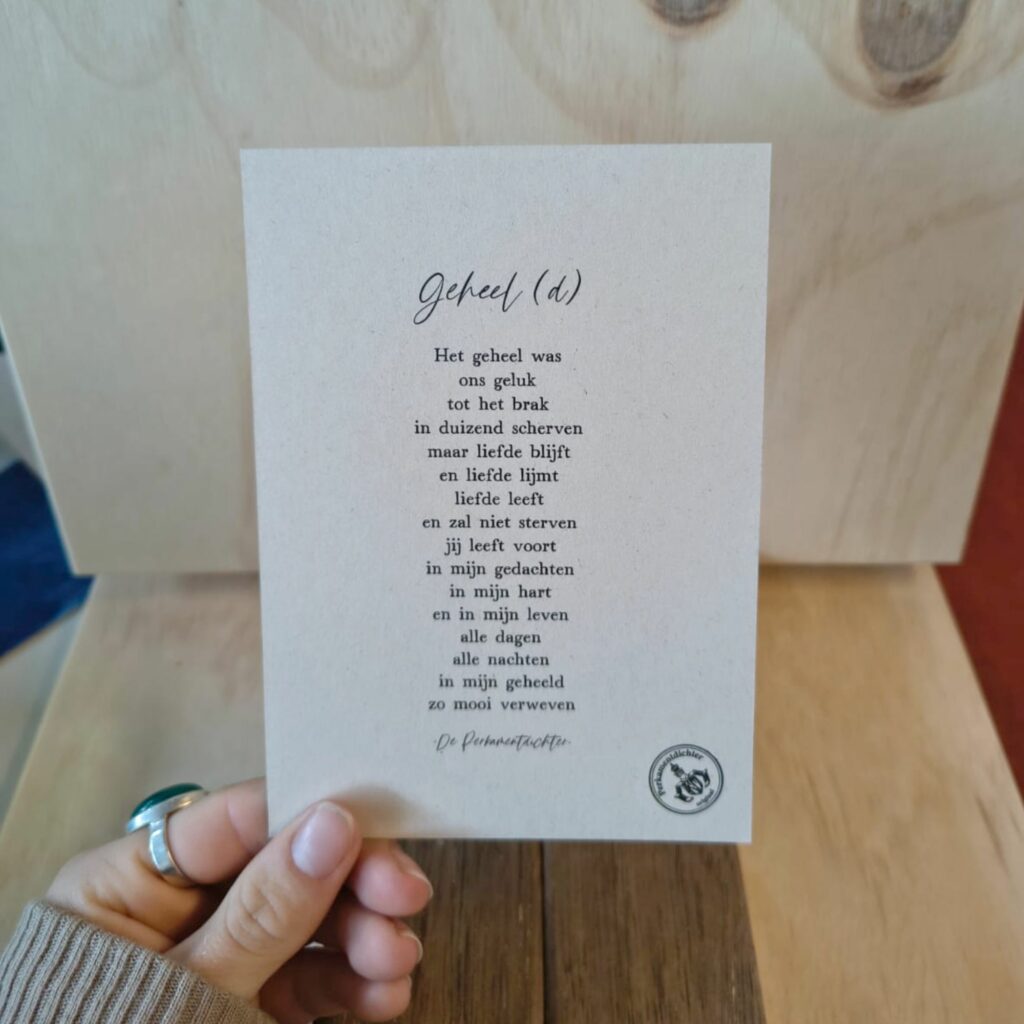 Geheel (d)
Het geheel was
ons geluk
tot het brak
in duizend scherven
maar liefde blijft
en liefde lijmt
liefde leeft
en zal niet sterven
jij leeft voort
in mijn gedachten
in mijn hart
en in mijn leven
alle dagen
alle nachten
in mijn geheeld
zo mooi verweven
·De Perkamentdichter·
Perkamentdichter
original